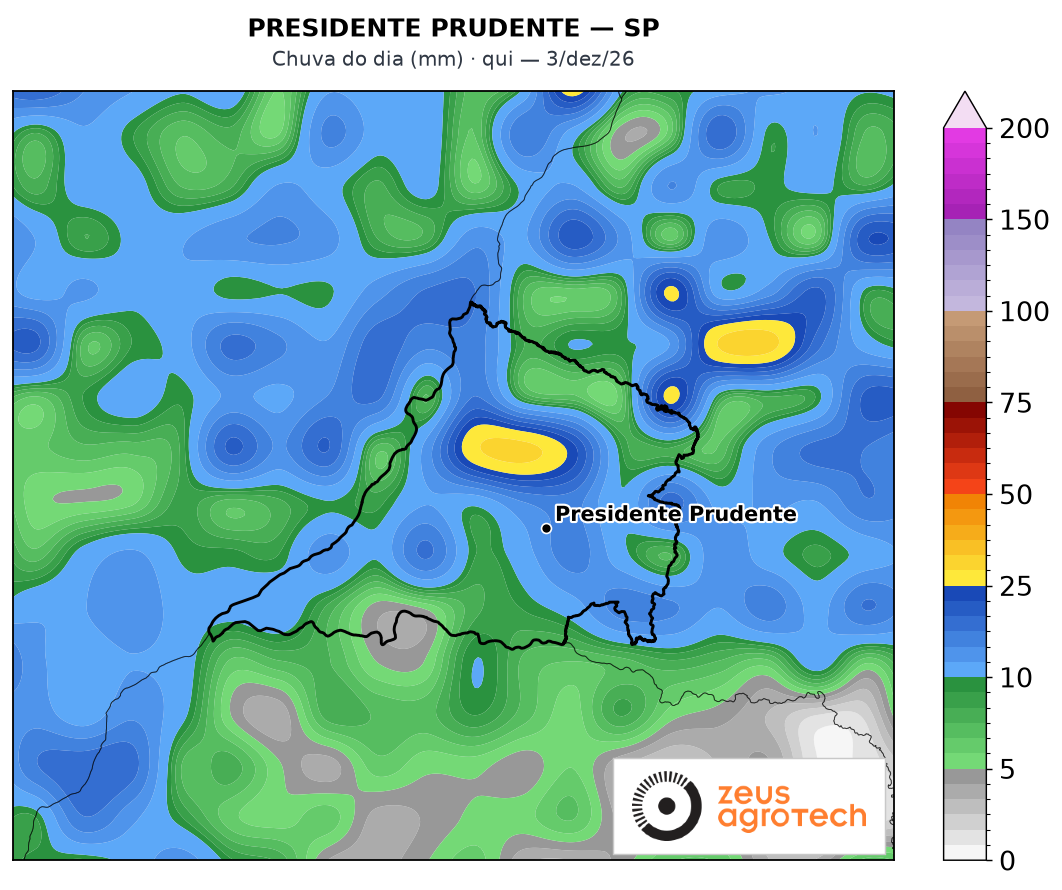 PRESIDENTE PRUDENTE — SP
Chuva do dia (mm) · qui — 3/dez/26
200
150
100
75
50
25
10
5
0
Presidente Prudente
zeus
agrotech